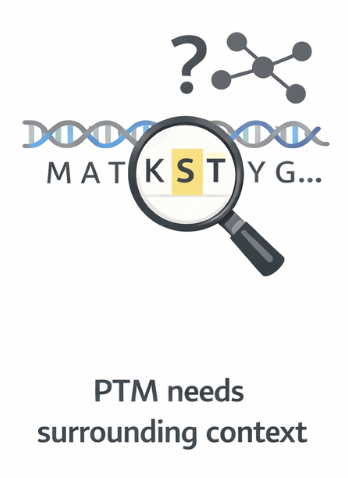 ?
MATKSTYG...
PTM needs
surrounding context